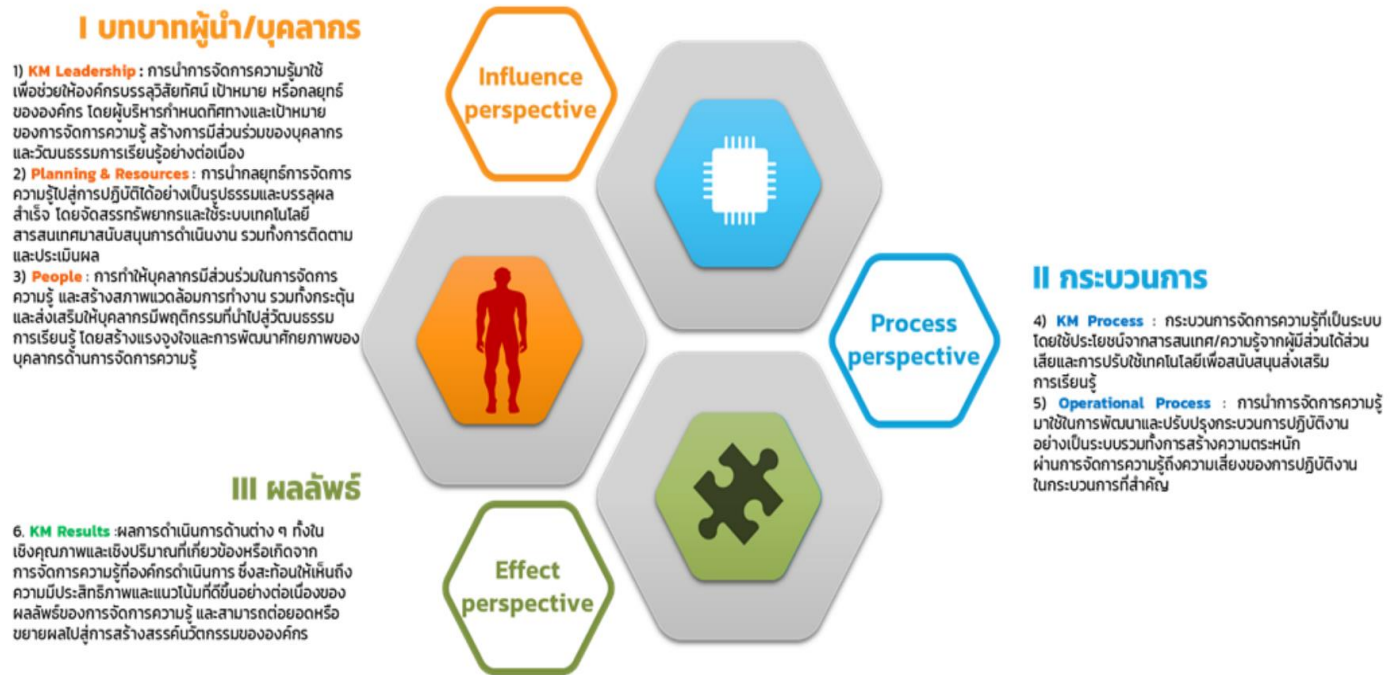 I บทบาทผู้นำ/บุคลากร
1) KM Leadership : การนำการจัดการความรู้มาใช้
เพื่อช่วยให้องค์กรบรรลุวิสัยทัศน์ เป้าหมาย หรือกลยุทธ์
ขององค์กร โดยผู้บริหารกำหนดทิศทางและเป้าหมาย
ของการจัดการความรู้ สร้างการมีส่วนร่วมของบุคลากร
และวัฒนธรรมการเรียนรู้อย่างต่อเนื่อง
2) Planning & Resources : การนำกลยุทธ์การจัดการ
ความรู้ไปสู่การปฏิบัติได้อย่างเป็นรูปธรรมและบรรลุผล
สำเร็จ โดยจัดสรรทรัพยากรและใช้ระบบเทคโนโลยี
สารสนเทศมาสนับสนุนการดำเนินงาน รวมทั้งการติดตาม
และประเมินผล
3) People : การทำให้บุคลากรมีส่วนร่วมในการจัดการ
ความรู้ และสร้างสภาพแวดล้อมการทำงาน รวมทั้งกระตุ้น
และส่งเสริมให้บุคลากรมีพฤติกรรมที่นำไปสู่วัฒนธรรม
การเรียนรู้ โดยสร้างแรงจูงใจและการพัฒนาศักยภาพของ
บุคลากรด้านการจัดการความรู้
Influence
perspective
Process
perspective
II กระบวนการ
4) KM Process : กระบวนการจัดการความรู้ที่เป็นระบบ
โดยใช้ประโยชน์จากสารสนเทศ/ความรู้จากผู้มีส่วนได้ส่วน
เสียและการปรับใช้เทคโนโลยีเพื่อสนับสนุนส่งเสริม
การเรียนรู้
5) Operational Process : การนำการจัดการความรู้
มาใช้ในการพัฒนาและปรับปรุงกระบวนการปฏิบัติงาน
อย่างเป็นระบบรวมทั้งการสร้างความตระหนัก
ผ่านการจัดการความรู้ถึงความเสี่ยงของการปฏิบัติงาน
ในกระบวนการที่สำคัญ
III ผลลัพธ์
6. KM Results :ผลการดำเนินการด้านต่าง ๆ ทั้งใน
เชิงคุณภาพและเชิงปริมาณที่เกี่ยวข้องหรือเกิดจาก
การจัดการความรู้ที่องค์กรดำเนินการ ซึ่งสะท้อนให้เห็นถึง
ความมีประสิทธิภาพและแนวโน้มที่ดีขึ้นอย่างต่อเนื่องของ
ผลลัพธ์ของการจัดการความรู้ และสามารถต่อยอดหรือ
ขยายผลไปสู่การสร้างสรรค์นวัตกรรมขององค์กร
Effect
perspective